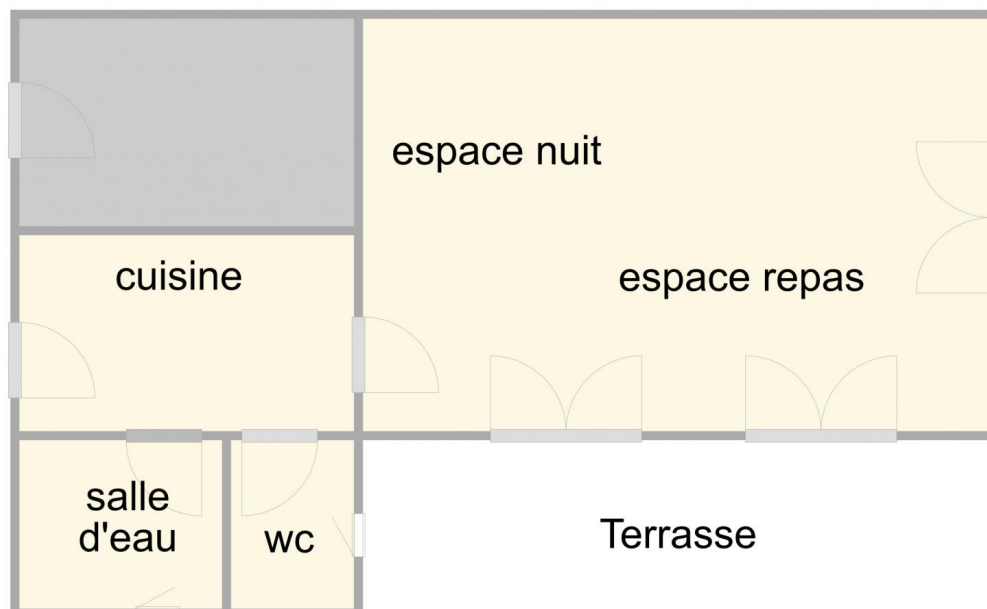 espace nuit
cuisine
espace repas
salle
d'eau
wc
Terrasse